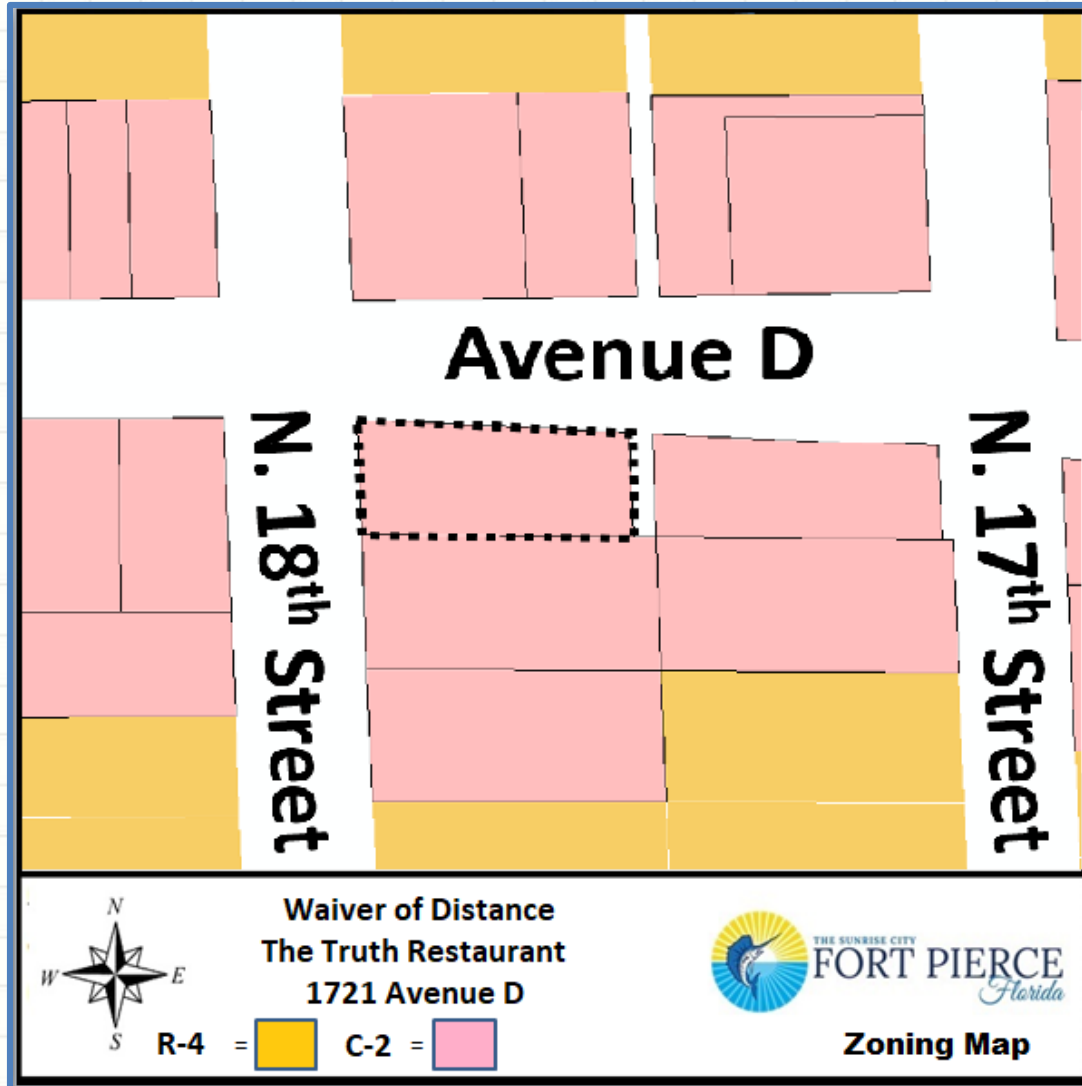 Avenue D
N. 18th Street
N. 17th Street
N
W
E
S
Waiver of Distance
The Truth Restaurant
1721 Avenue D
R-4 =
C-2 =
THE SUNRISE CITY
FORT PIERCE
Florida
Zoning Map